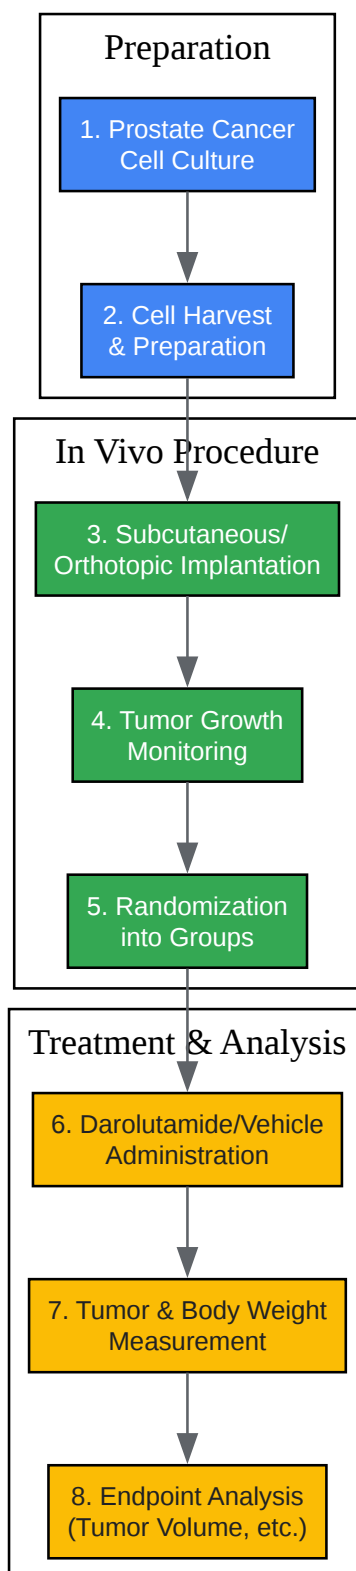 Preparation
1. Prostate Cancer
Cell Culture
2. Cell Harvest
& Preparation
In Vivo Procedure
3. Subcutaneous/
Orthotopic Implantation
4. Tumor Growth
Monitoring
5. Randomization
into Groups
Treatment & Analysis
6. Darolutamide/Vehicle
Administration
7. Tumor & Body Weight
Measurement
8. Endpoint Analysis
(Tumor Volume, etc.)